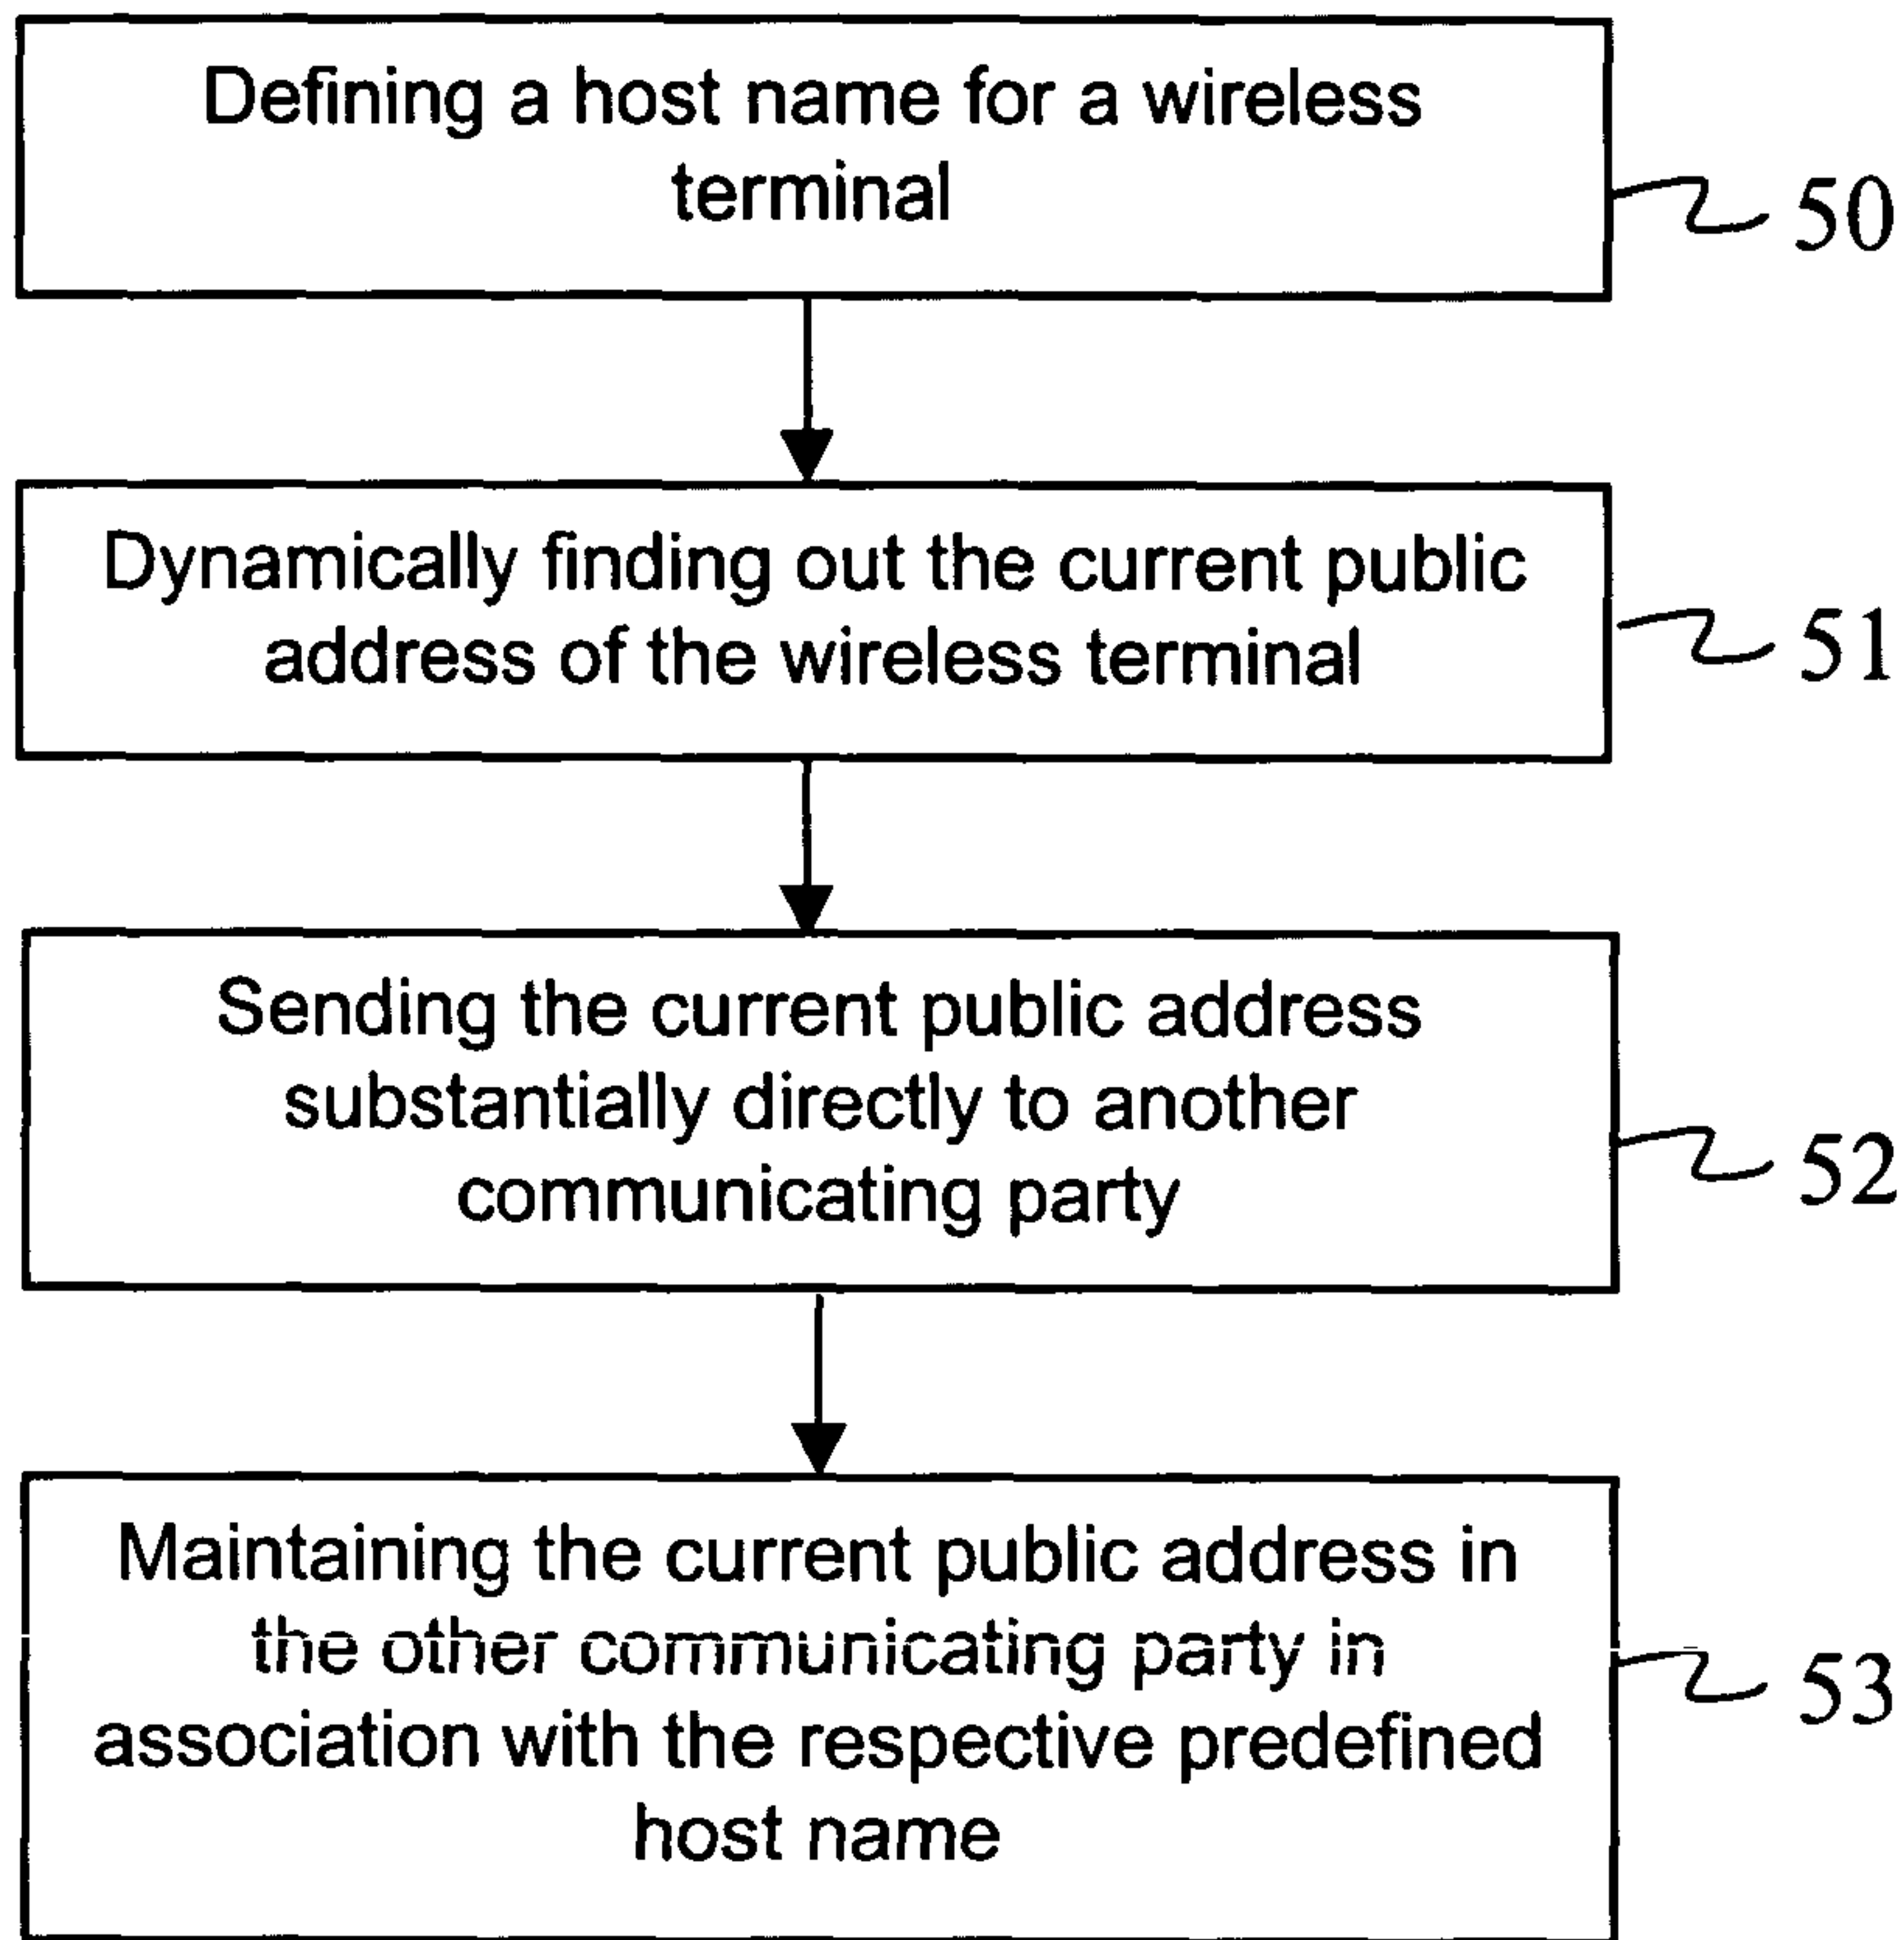 Defining a host name for a wireless
terminal
50
Dynamically finding out the current public
address of the wireless terminal
51
Sending the current public address
substantially directly to another
communicating party
52
Maintaining the current public address in
the other communicating party in
association with the respective predefined
host name
53